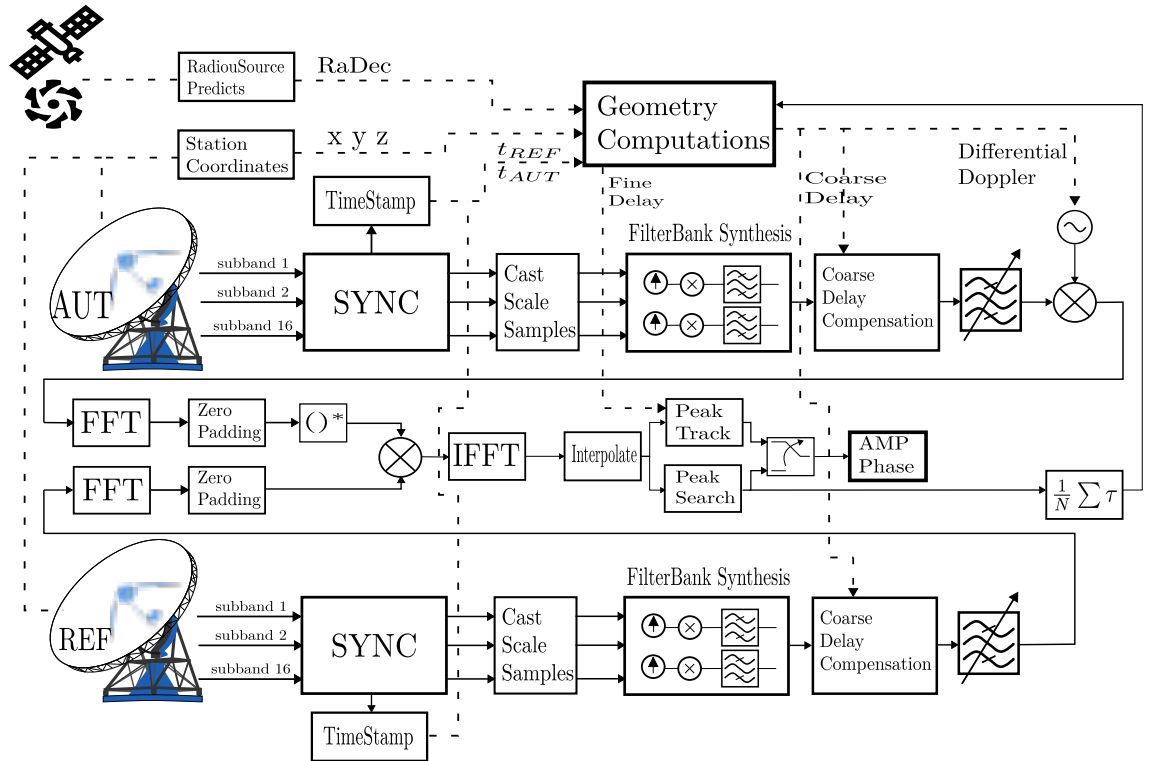 RadiouSource
Predicts
RaDec
Geometry
Computations
Station
Coordinates
x y z
t_REF
t_AUT
TimeStamp
Fine
Delay
Coarse
Delay
Differential
Doppler
FilterBank Synthesis
AUT
subband 1
subband 2
subband 16
SYNC
Cast
Scale
Samples
Coarse
Delay
Compensation
FFT
Zero
Padding
()*
IFFT
Interpolate
Peak
Track
AMP
Phase
FFT
Zero
Padding
Peak
Search
1/N ∑ τ
FilterBank Synthesis
REF
subband 1
subband 2
subband 16
SYNC
Cast
Scale
Samples
Coarse
Delay
Compensation
TimeStamp